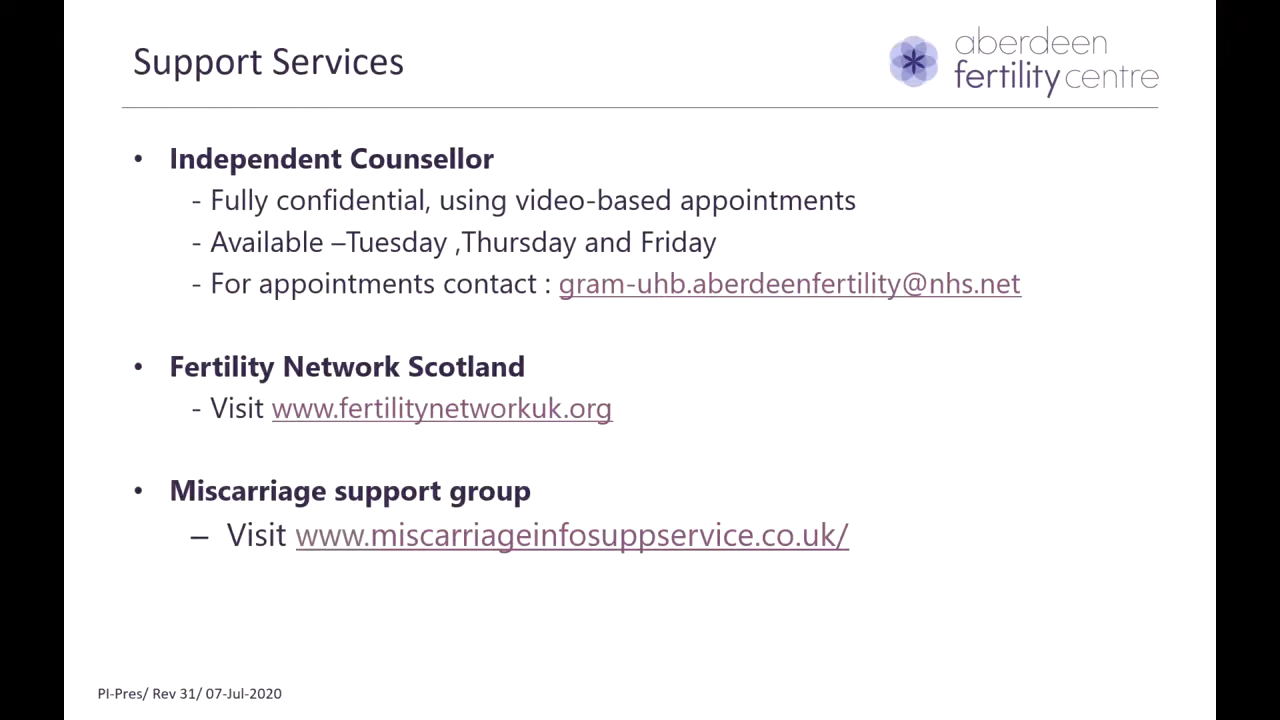 Support Services
aberdeen
fertility centre
• Independent Counsellor
- Fully confidential, using video-based appointments
- Available –Tuesday ,Thursday and Friday
- For appointments contact : gram-uhb.aberdeenfertility@nhs.net
• Fertility Network Scotland
- Visit www.fertilitynetworkuk.org
• Miscarriage support group
– Visit www.miscarriageinfosuppservice.co.uk/
PI-Pres/ Rev 31/ 07-Jul-2020